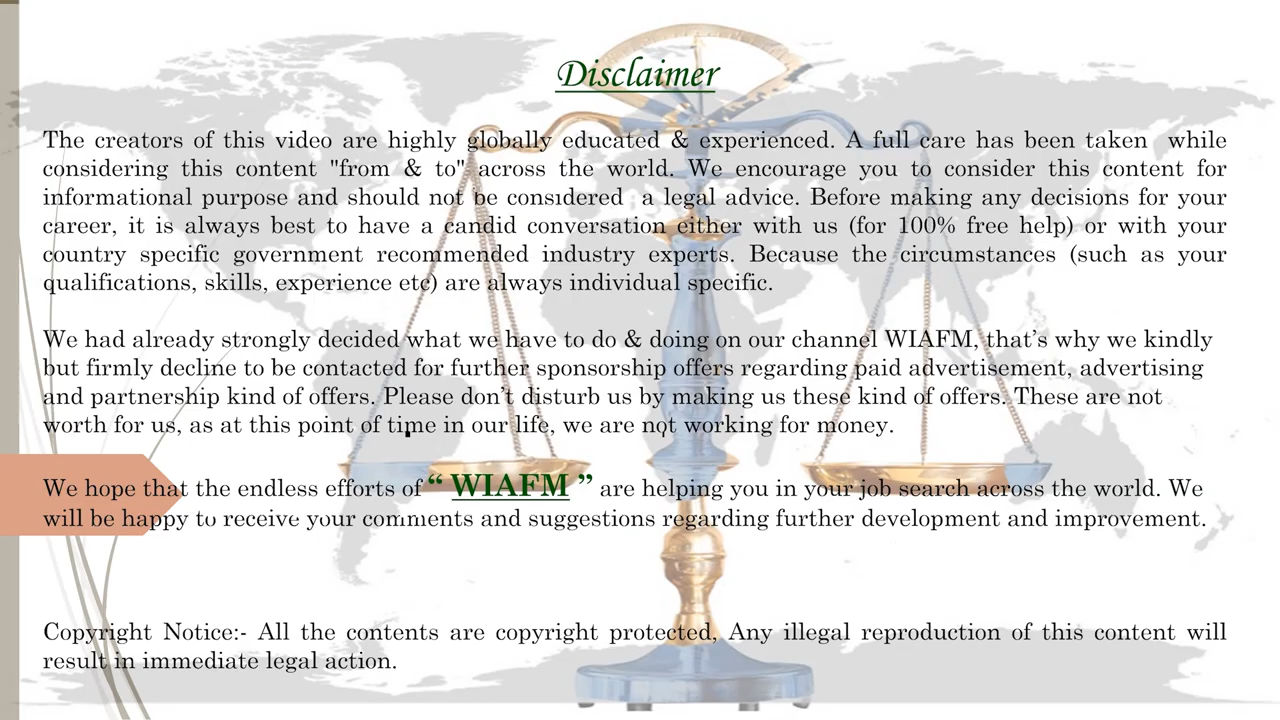 Disclaimer
The creators of this video are highly globally educated & experienced. A full care has been taken while
considering this content "from & to" across the world. We encourage you to consider this content for
informational purpose and should not be considered a legal advice. Before making any decisions for your
career, it is always best to have a candid conversation either with us (for 100% free help) or with your
country specific government recommended industry experts. Because the circumstances (such as your
qualifications, skills, experience etc) are always individual specific.
We had already strongly decided what we have to do & doing on our channel WIAFM, that’s why we kindly
but firmly decline to be contacted for further sponsorship offers regarding paid advertisement, advertising
and partnership kind of offers. Please don’t disturb us by making us these kind of offers. These are not
worth for us, as at this point of time in our life, we are not working for money.
We hope that the endless efforts of “ WIAFM ” are helping you in your job search across the world. We
will be happy to receive your comments and suggestions regarding further development and improvement.
Copyright Notice:- All the contents are copyright protected, Any illegal reproduction of this content will
result in immediate legal action.